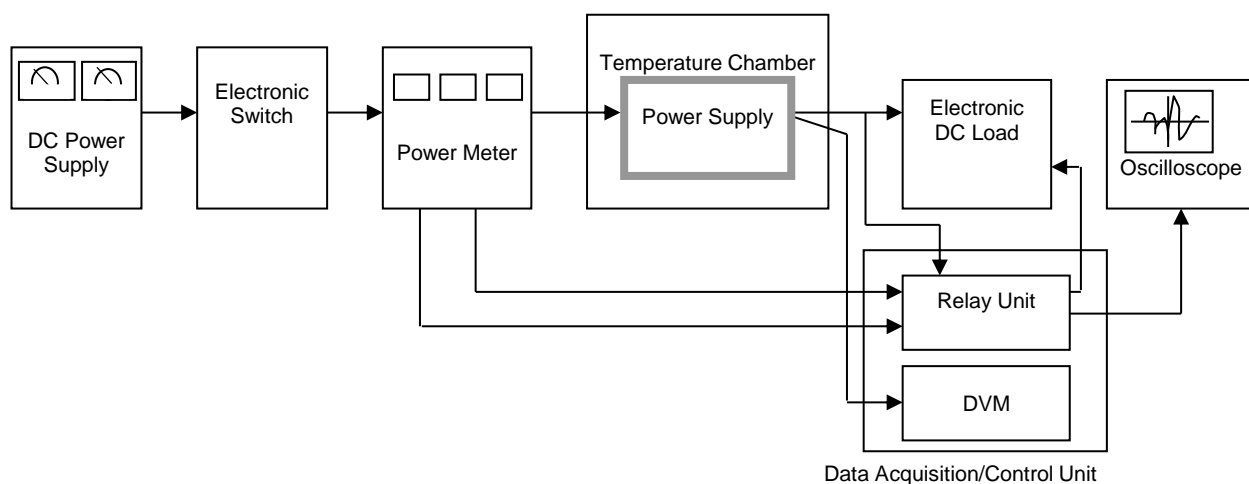 DC Power
Supply
Electronic
Switch
Power Meter
Temperature Chamber
Power Supply
Electronic
DC Load
Oscilloscope
Relay Unit
DVM
Data Acquisition/Control Unit